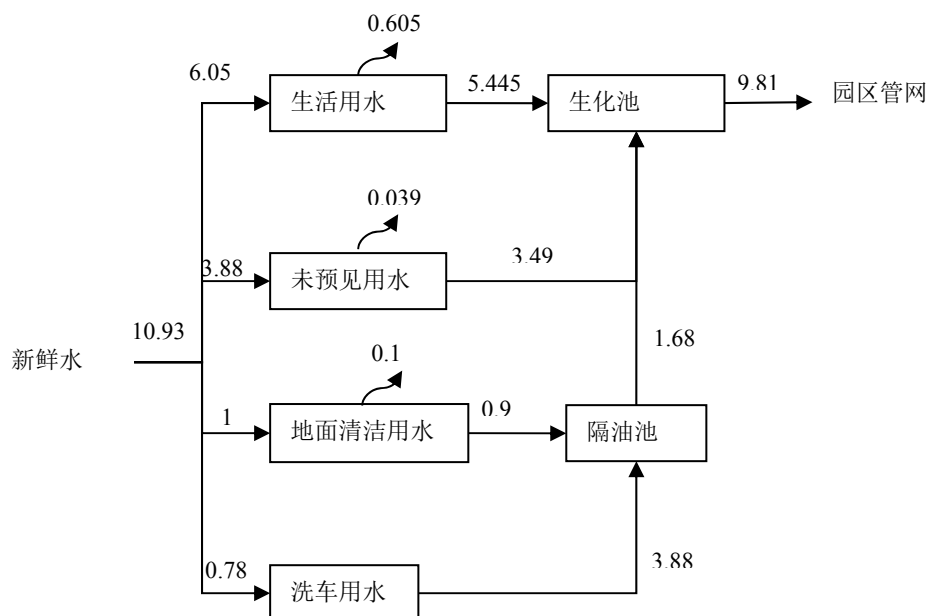 0.605
6.05
生活用水
5.445
生化池
9.81
园区管网
0.039
3.88
未预见用水
3.49
10.93
新鲜水
0.1
1.68
1
地面清洁用水
0.9
隔油池
0.78
洗车用水
3.88